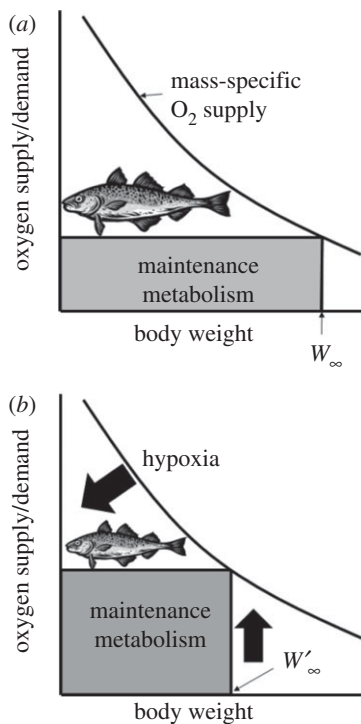 (a)
mass-specific
O₂ supply
oxygen supply/demand
maintenance
metabolism
body weight
W∞
(b)
hypoxia
oxygen supply/demand
maintenance
metabolism
W′∞
body weight